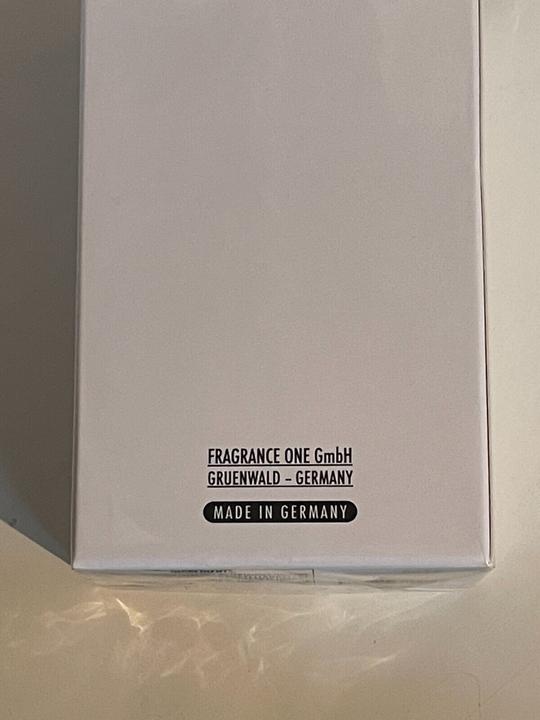 FRAGRANCE ONE GmbH
GRUENWALD – GERMANY
MADE IN GERMANY